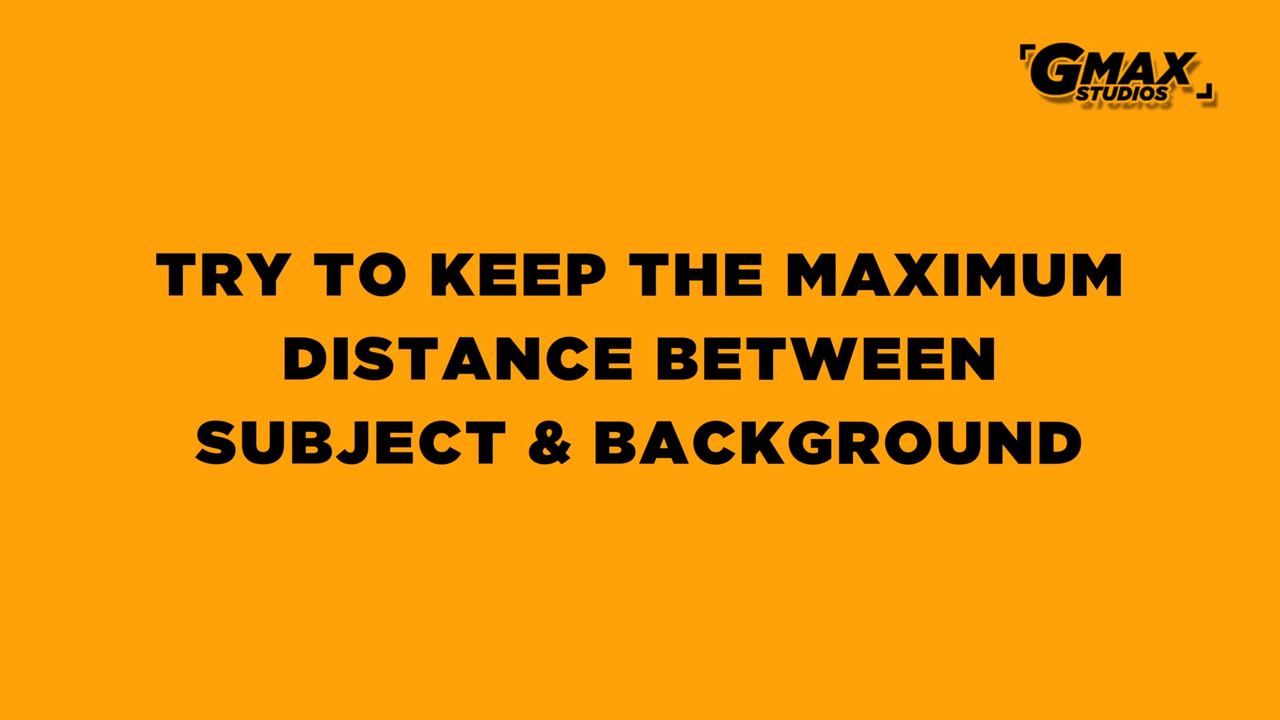 GMAX
STUDIOS
TRY TO KEEP THE MAXIMUM
DISTANCE BETWEEN
SUBJECT & BACKGROUND